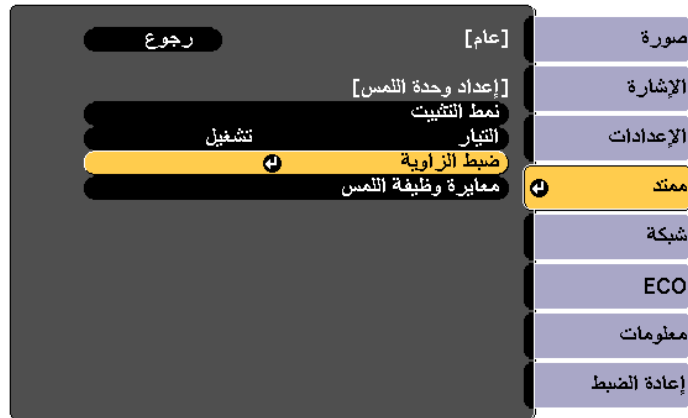 صورة
الإشارة
الإعدادات
ممتد
شبكة
ECO
معلومات
إعادة الضبط
[عام] رجوع
[إعداد وحدة اللمس]
نمط التثبيت
التيار تشغيل
ضبط الزاوية
معايرة وظيفة اللمس